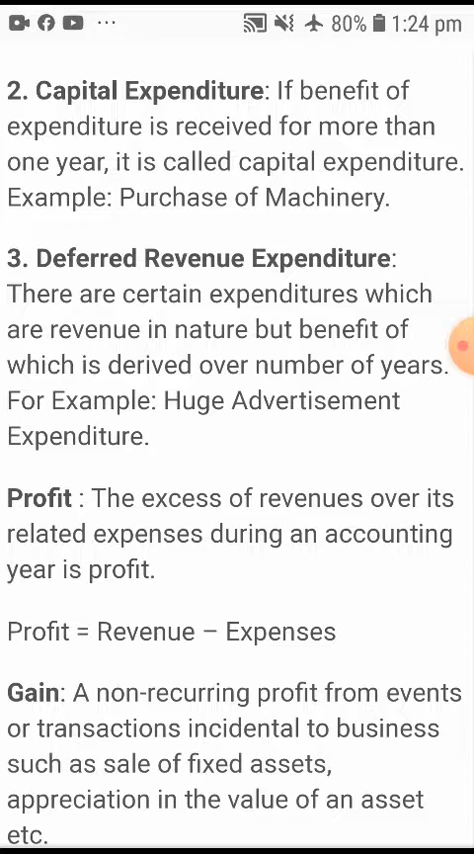 80% 1:24 pm
2. Capital Expenditure: If benefit of
expenditure is received for more than
one year, it is called capital expenditure.
Example: Purchase of Machinery.
3. Deferred Revenue Expenditure:
There are certain expenditures which
are revenue in nature but benefit of
which is derived over number of years.
For Example: Huge Advertisement
Expenditure.
Profit : The excess of revenues over its
related expenses during an accounting
year is profit.
Profit = Revenue – Expenses
Gain: A non-recurring profit from events
or transactions incidental to business
such as sale of fixed assets,
appreciation in the value of an asset
etc.